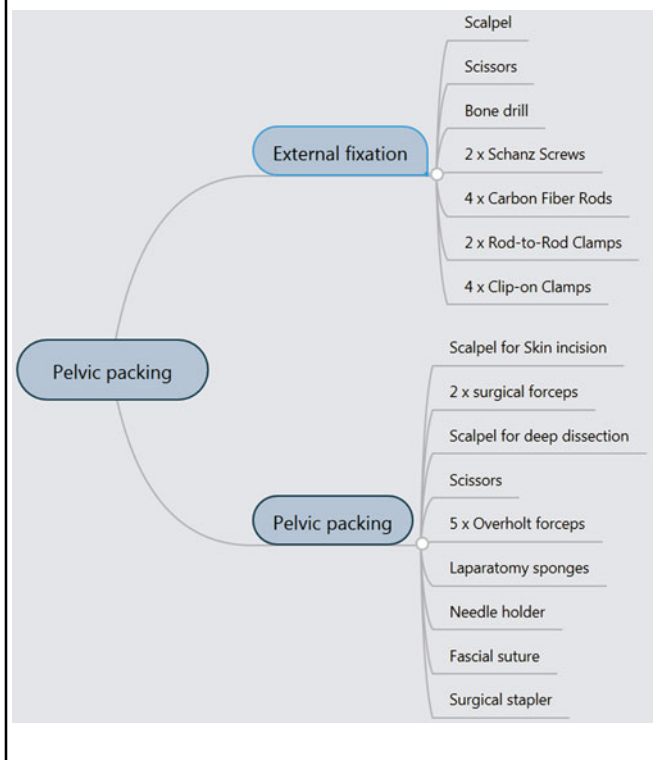 Pelvic packing
External fixation
Scalpel
Scissors
Bone drill
2 x Schanz Screws
4 x Carbon Fiber Rods
2 x Rod-to-Rod Clamps
4 x Clip-on Clamps
Pelvic packing
Scalpel for Skin incision
2 x surgical forceps
Scalpel for deep dissection
Scissors
5 x Overholt forceps
Laparatomy sponges
Needle holder
Fascial suture
Surgical stapler